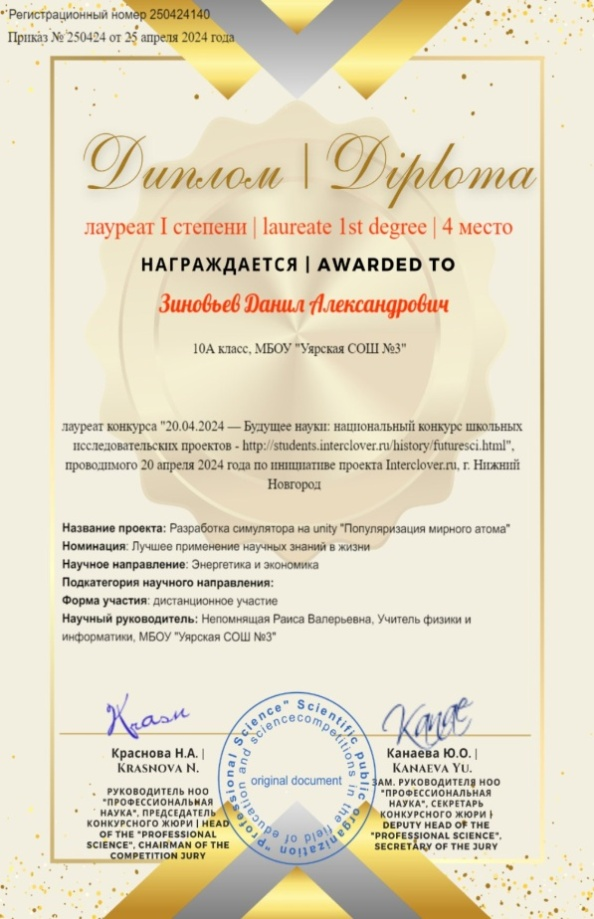 Регистрационный номер 250424140
Приказ № 250424 от 25 апреля 2024 года
Диплом | Diploma
лауреат I степени | laureate 1st degree | 4 место
НАГРАЖДАЕТСЯ | AWARDED TO
Зиновьев Данил Александрович
10А класс, МБОУ "Уярская СОШ №3"
лауреат конкурса "20.04.2024 — Будущее науки: национальный конкурс школьных
исследовательских проектов - http://students.interclover.ru/history/futuresci.html",
проводимого 20 апреля 2024 года по инициативе проекта Interclover.ru, г. Нижний
Новгород
Название проекта: Разработка симулятора на unity "Популяризация мирного атома"
Номинация: Лучшее применение научных знаний в жизни
Научное направление: Энергетика и экономика
Подкатегория научного направления:
Форма участия: дистанционное участие
Научный руководитель: Непомнящая Раиса Валерьевна, Учитель физики и
информатики, МБОУ "Уярская СОШ №3"
Krasn
Краснова Н.А. |
KRASNOVA N.
РУКОВОДИТЕЛЬ НОО
"ПРОФЕССИОНАЛЬНАЯ
НАУКА", ПРЕДСЕДАТЕЛЬ
КОНКУРСНОГО ЖЮРИ | HEAD
OF THE "PROFESSIONAL
SCIENCE", CHAIRMAN OF THE
COMPETITION JURY
"Professional Science" Scientific public organization
in the field of education and sciencecompetitions
original document
Канаева Ю.О. |
KANAEVA YU.
ЗАМ. РУКОВОДИТЕЛЯ НОО
"ПРОФЕССИОНАЛЬНАЯ
НАУКА", СЕКРЕТАРЬ
КОНКУРСНОГО ЖЮРИ |
DEPUTY HEAD OF THE
"PROFESSIONAL SCIENCE",
SECRETARY OF THE JURY